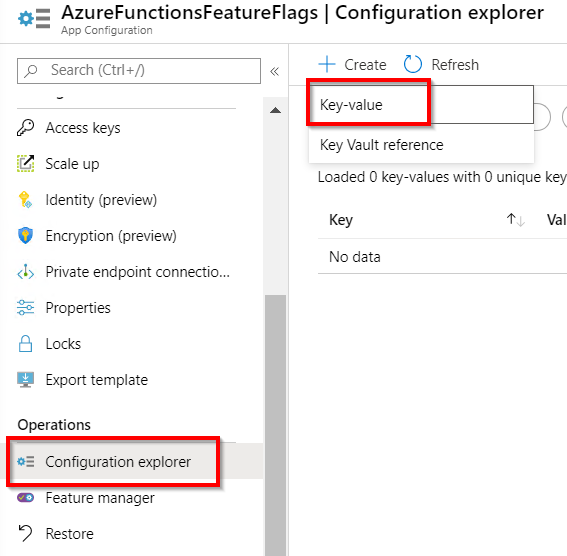 AzureFunctionsFeatureFlags | Configuration explorer
App Configuration
Search (Ctrl+/)
«
Access keys
Scale up
Identity (preview)
Encryption (preview)
Private endpoint connectio...
Properties
Locks
Export template
Operations
Configuration explorer
Feature manager
Restore
+ Create
Refresh
Key-value
Key Vault reference
Loaded 0 key-values with 0 unique key
Key ↑↓ Val
No data